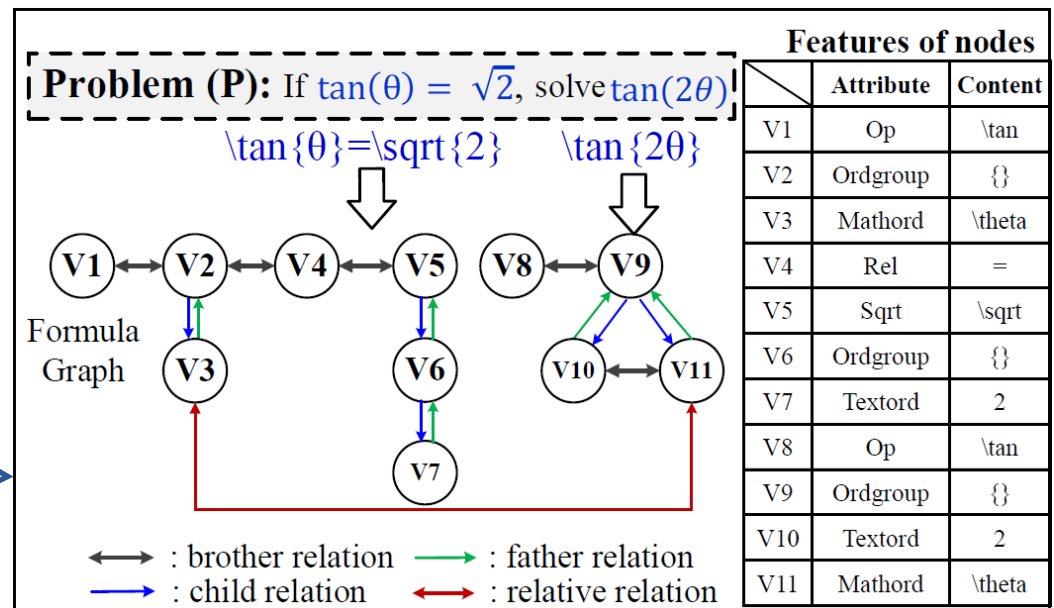 Problem (P): If tan(θ) = √2, solve tan(2θ)
\tan{θ}=\sqrt{2} \tan{2θ}
V1 V2 V4 V5 V8 V9
Formula
Graph
V3 V6 V10 V11
V7
: brother relation : father relation
: child relation : relative relation
Features of nodes
Attribute Content
V1 Op \tan
V2 Ordgroup {}
V3 Mathord \theta
V4 Rel =
V5 Sqrt \sqrt
V6 Ordgroup {}
V7 Textord 2
V8 Op \tan
V9 Ordgroup {}
V10 Textord 2
V11 Mathord \theta